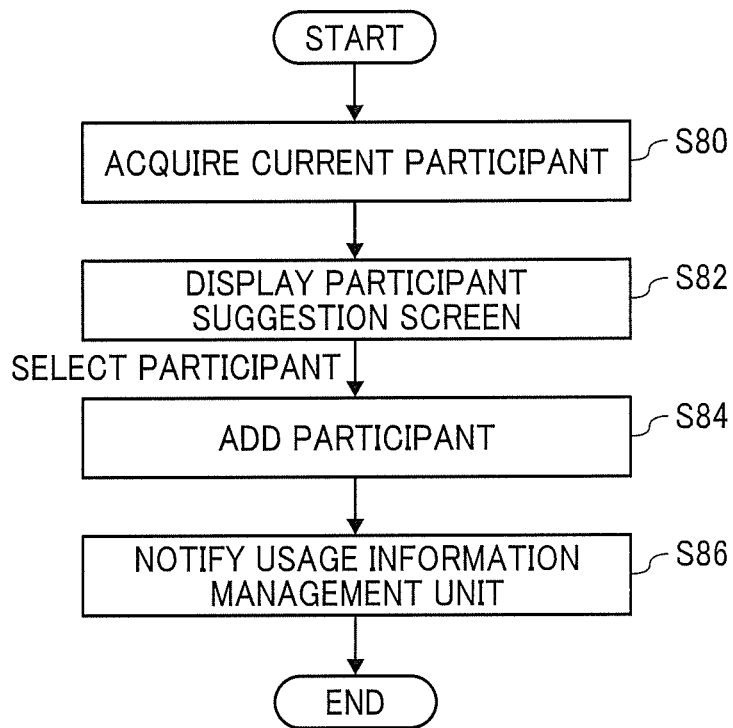 START
ACQUIRE CURRENT PARTICIPANT
S80
DISPLAY PARTICIPANT
SUGGESTION SCREEN
S82
SELECT PARTICIPANT
ADD PARTICIPANT
S84
NOTIFY USAGE INFORMATION
MANAGEMENT UNIT
S86
END